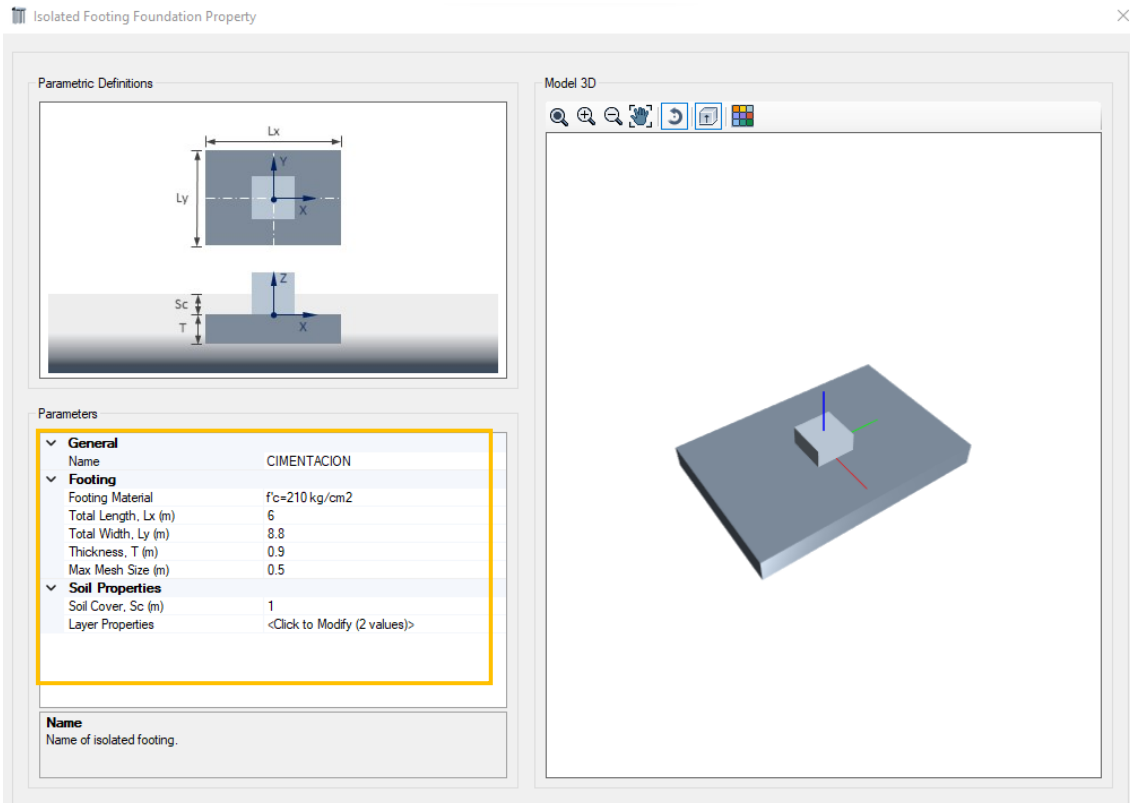 Isolated Footing Foundation Property
Parametric Definitions
Lx
Y
Ly
X
Z
Sc
X
T
Parameters
General
Name CIMENTACION
Footing
Footing Material f'c=210 kg/cm2
Total Length, Lx (m) 6
Total Width, Ly (m) 8.8
Thickness, T (m) 0.9
Max Mesh Size (m) 0.5
Soil Properties
Soil Cover, Sc (m) 1
Layer Properties <Click to Modify (2 values)>
Name
Name of isolated footing.
Model 3D